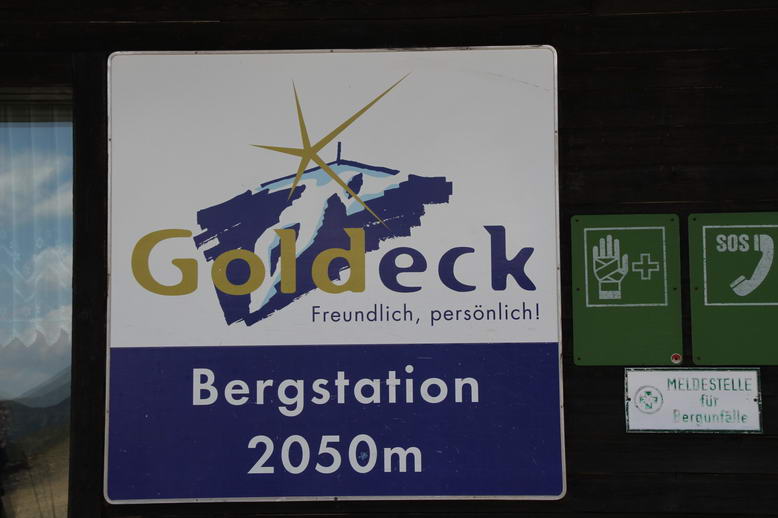 Goldeck
Freundlich, persönlich!
Bergstation
2050m
SOS
MELDESTELLE
für
Bergunfälle